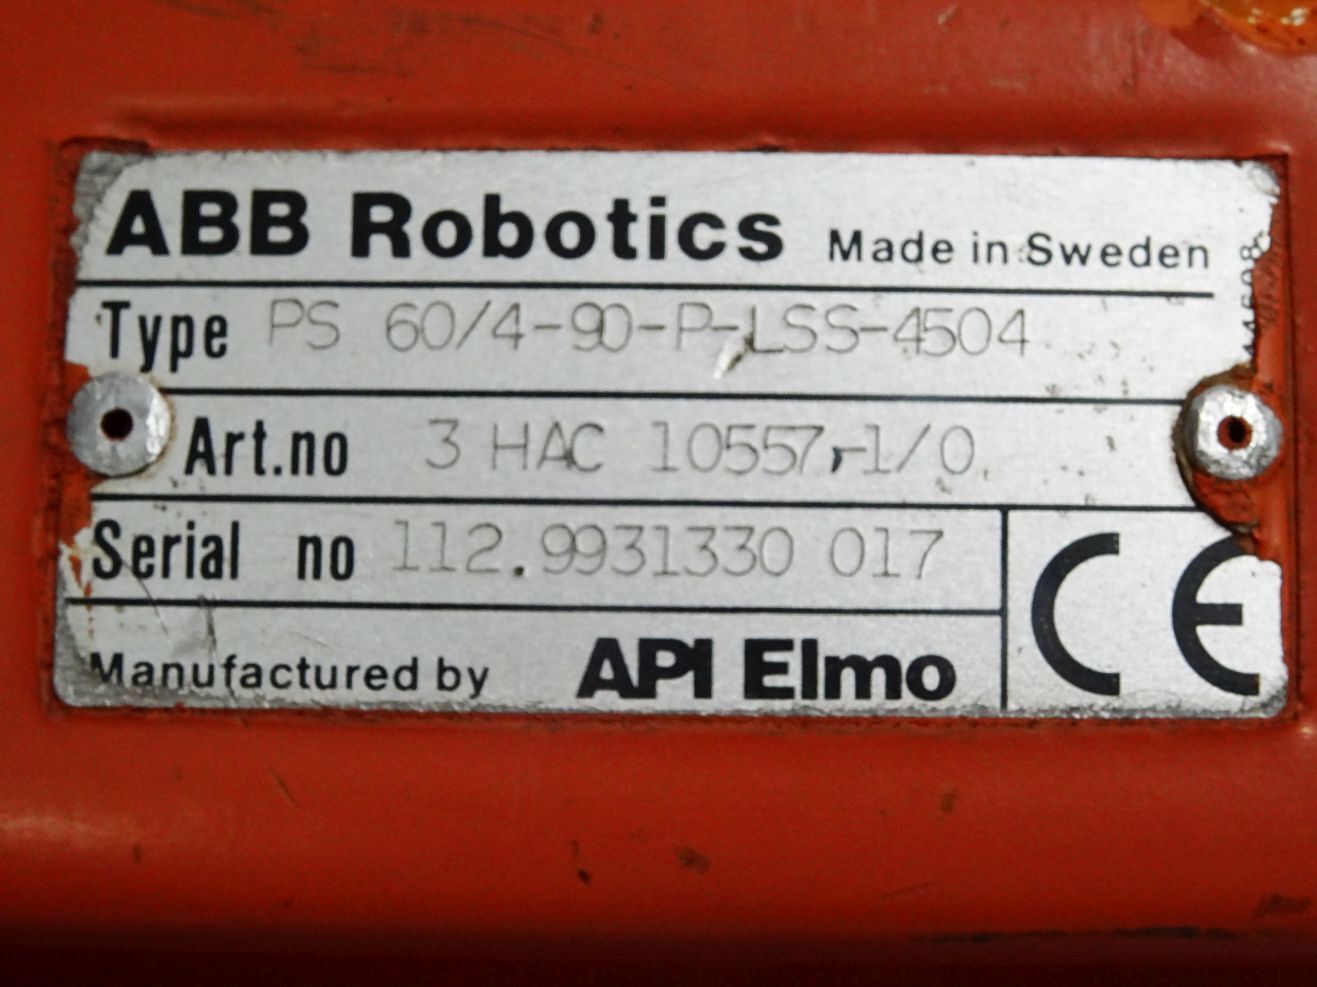 ABB Robotics Made in Sweden
Type PS 60/4-90-P-LSS-4504
Art.no 3 HAC 10557-1/0
Serial no 112.9931330 017
Manufactured by API Elmo
CE